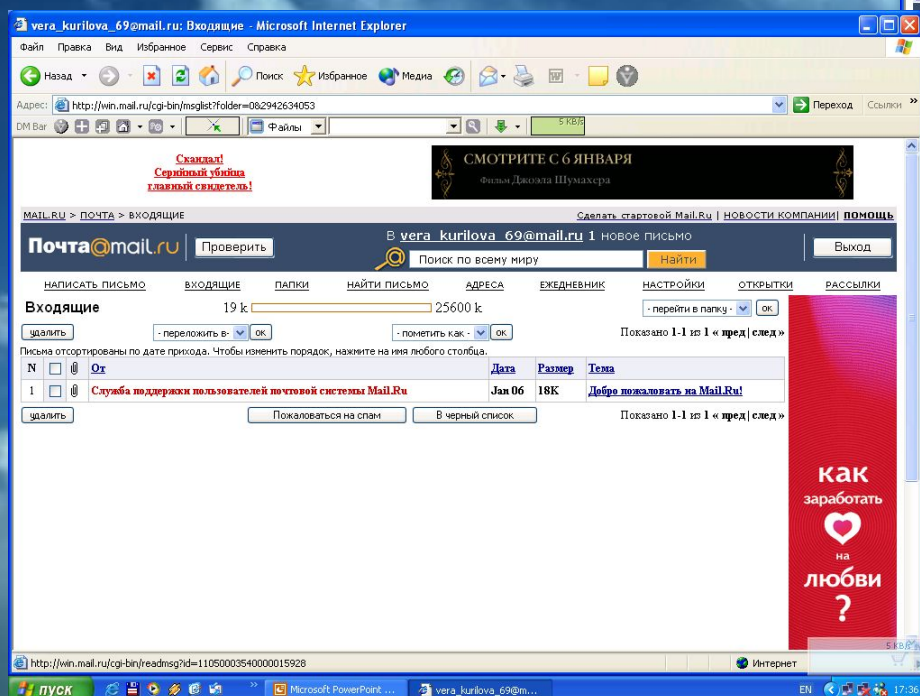 vera_kurilova_69@mail.ru: Входящие - Microsoft Internet Explorer
Файл Правка Вид Избранное Сервис Справка
Назад Поиск Избранное Медиа
Адрес: http://win.mail.ru/cgi-bin/msglist?folder=0&2942634053 Переход Ссылки »
DM Bar Файлы 5 KB/s
Скандал!
Серийный убийца
главный свидетель!
СМОТРИТЕ С 6 ЯНВАРЯ
Фильм Джоэла Шумахера
MAIL.RU > ПОЧТА > ВХОДЯЩИЕ Сделать стартовой Mail.Ru | НОВОСТИ КОМПАНИИ | ПОМОЩЬ
Почта@mail.ru Проверить В vera_kurilova_69@mail.ru 1 новое письмо Выход
Поиск по всему миру Найти
НАПИСАТЬ ПИСЬМО ВХОДЯЩИЕ ПАПКИ НАЙТИ ПИСЬМО АДРЕСА ЕЖЕДНЕВНИК НАСТРОЙКИ ОТКРЫТКИ РАССЫЛКИ
Входящие 19 k 25600 k - перейти в папку - ок
удалить - переложить в- ок - пометить как - ок Показано 1-1 из 1 « пред | след »
Письма отсортированы по дате прихода. Чтобы изменить порядок, нажмите на имя любого столбца.
N От Дата Размер Тема
1 Служба поддержки пользователей почтовой системы Mail.Ru Jan 06 18K Добро пожаловать на Mail.Ru!
удалить Пожаловаться на спам В черный список Показано 1-1 из 1 « пред | след »
как
заработать
на
любви
?
5 KB/s
http://win.mail.ru/cgi-bin/readmsg?id=11050003540000015928 Интернет
пуск » Microsoft PowerPoint ... vera_kurilova_69@m... EN 17:36